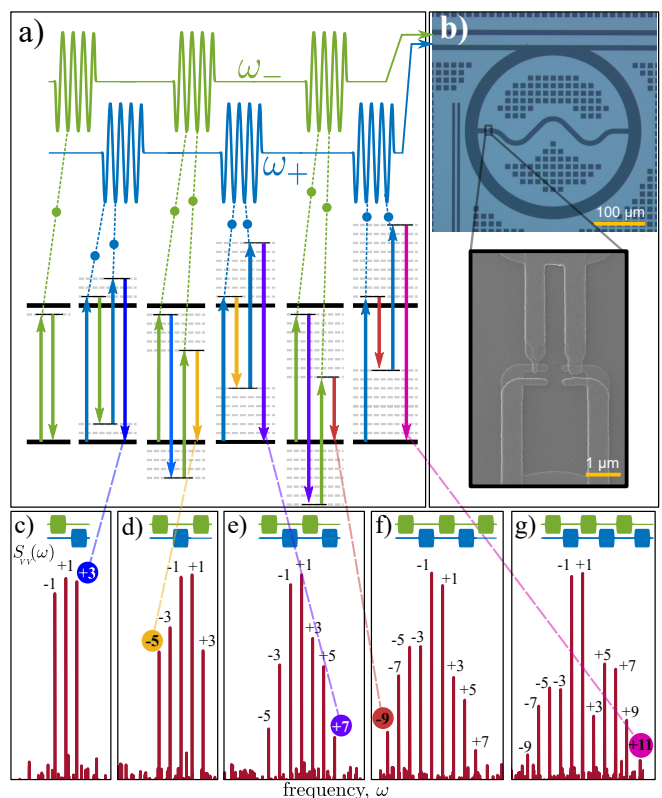 a)
ω−
ω+
b)
100 µm
1 µm
c)
S_VV(ω)
-1
+1
+3
d)
-5
-3
-1
+1
+3
e)
-5
-3
-1
+1
+3
+5
+7
f)
-9
-7
-5
-3
-1
+1
+3
+5
+7
g)
-9
-7
-5
-3
-1
+1
+3
+5
+7
+9
+11
frequency, ω